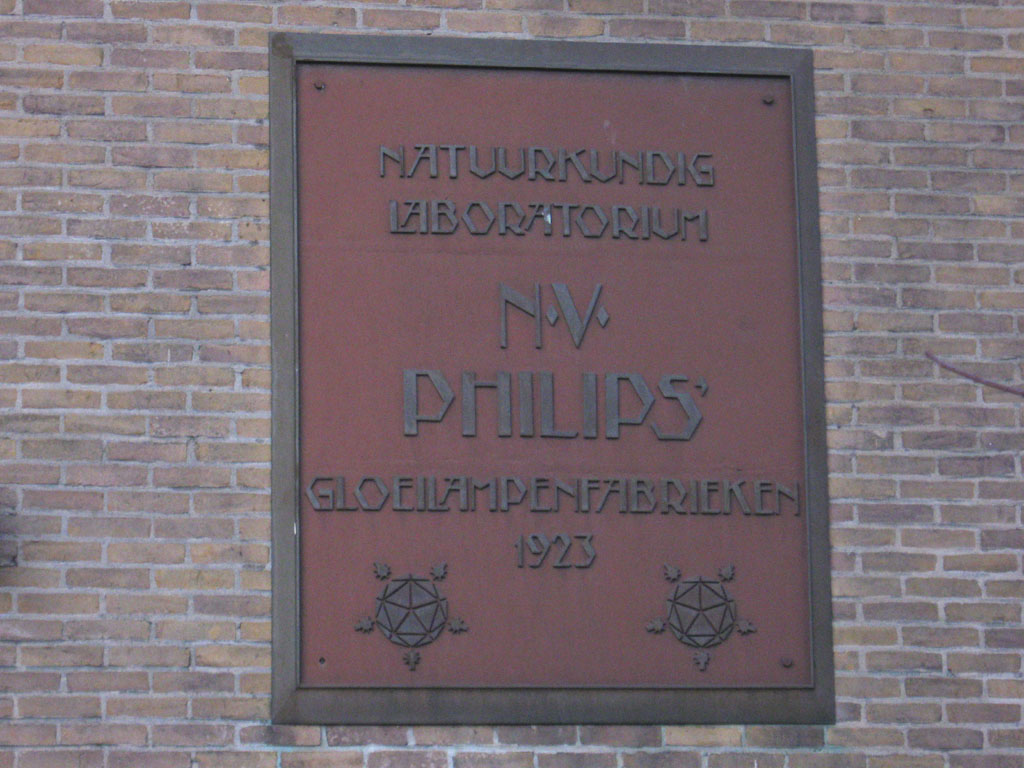 NATUURKUNDIG
LABORATORIUM
N·V·
PHILIPS'
GLOEILAMPENFABRIEKEN
1923